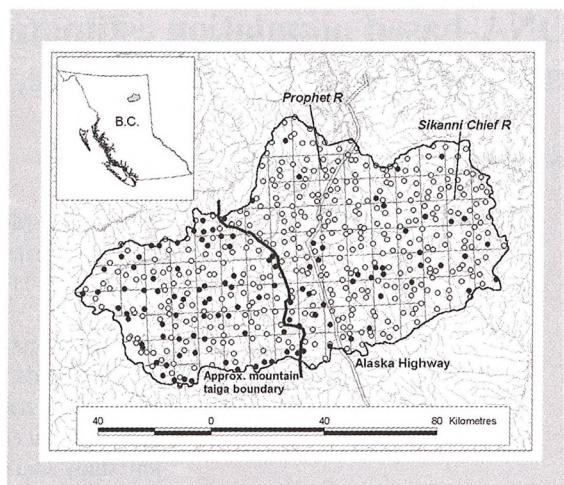 Prophet R
Sikanni Chief R
B.C.
Alaska Highway
Approx. mountain
taiga boundary
40 0 40 80 Kilometres